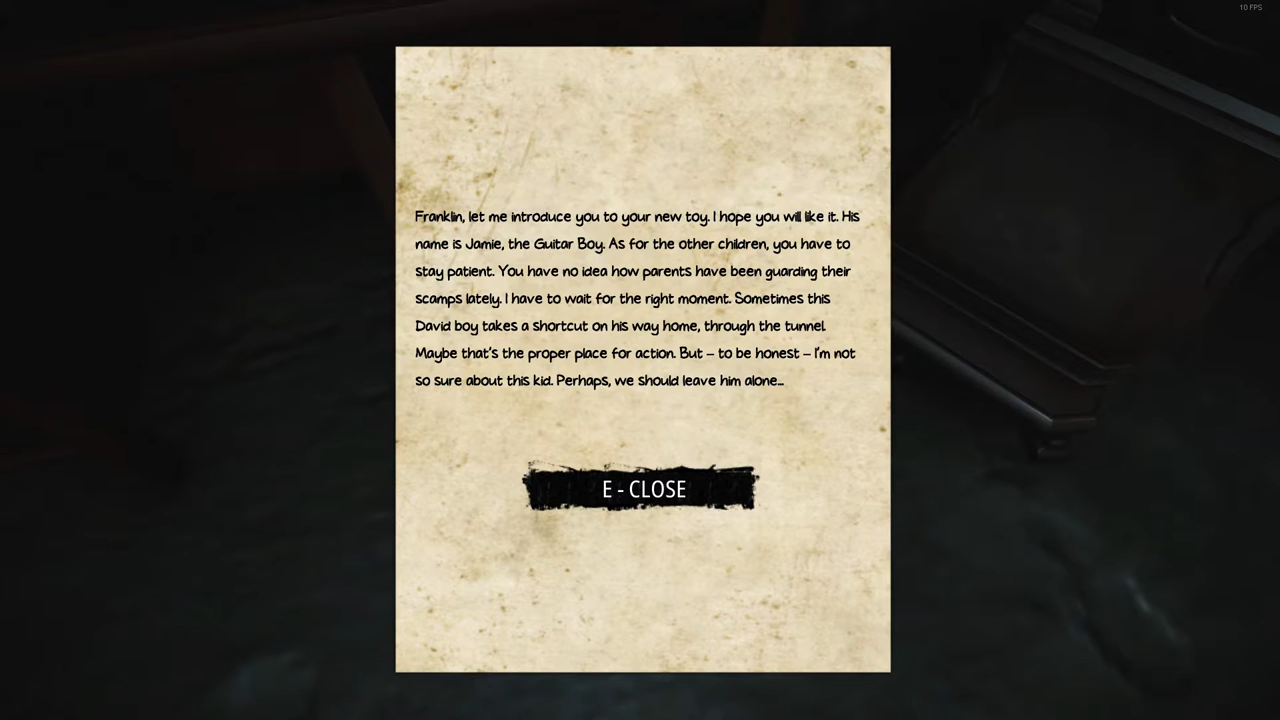 10 FPS
Franklin, let me introduce you to your new toy. I hope you will like it. His
name is Jamie, the Guitar Boy. As for the other children, you have to
stay patient. You have no idea how parents have been guarding their
scamps lately. I have to wait for the right moment. Sometimes this
David boy takes a shortcut on his way home, through the tunnel.
Maybe that's the proper place for action. But – to be honest – I'm not
so sure about this kid. Perhaps, we should leave him alone...
E - CLOSE